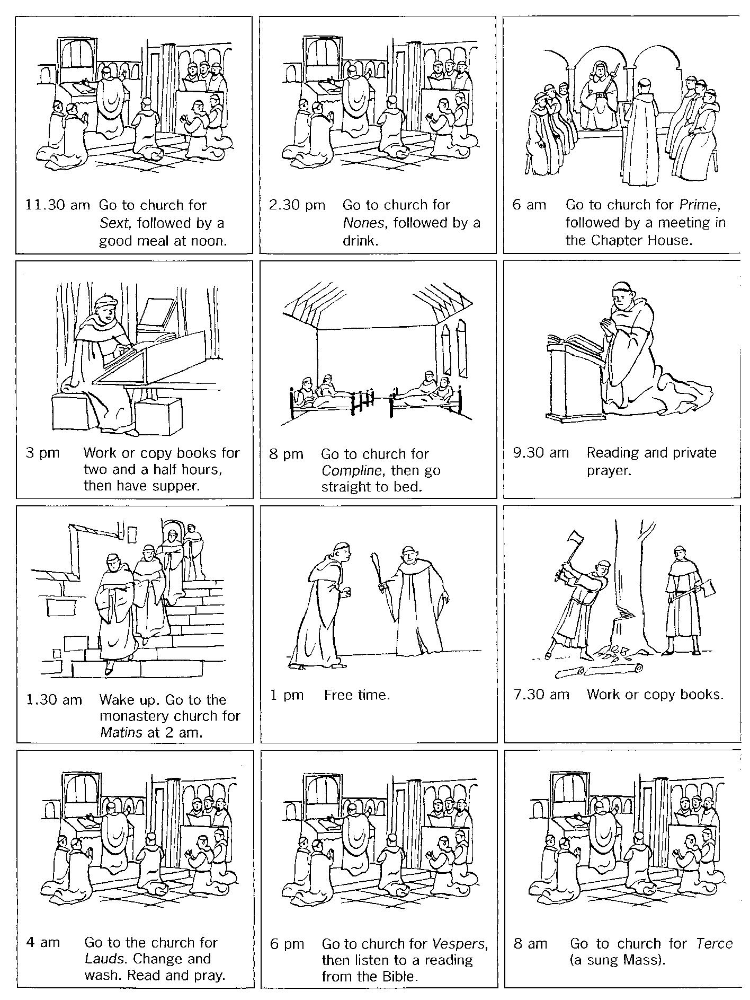 11.30 am Go to church for
Sext, followed by a
good meal at noon.
2.30 pm Go to church for
Nones, followed by a
drink.
6 am Go to church for Prime,
followed by a meeting in
the Chapter House.
3 pm Work or copy books for
two and a half hours,
then have supper.
8 pm Go to church for
Compline, then go
straight to bed.
9.30 am Reading and private
prayer.
1.30 am Wake up. Go to the
monastery church for
Matins at 2 am.
1 pm Free time.
7.30 am Work or copy books.
4 am Go to the church for
Lauds. Change and
wash. Read and pray.
6 pm Go to church for Vespers,
then listen to a reading
from the Bible.
8 am Go to church for Terce
(a sung Mass).